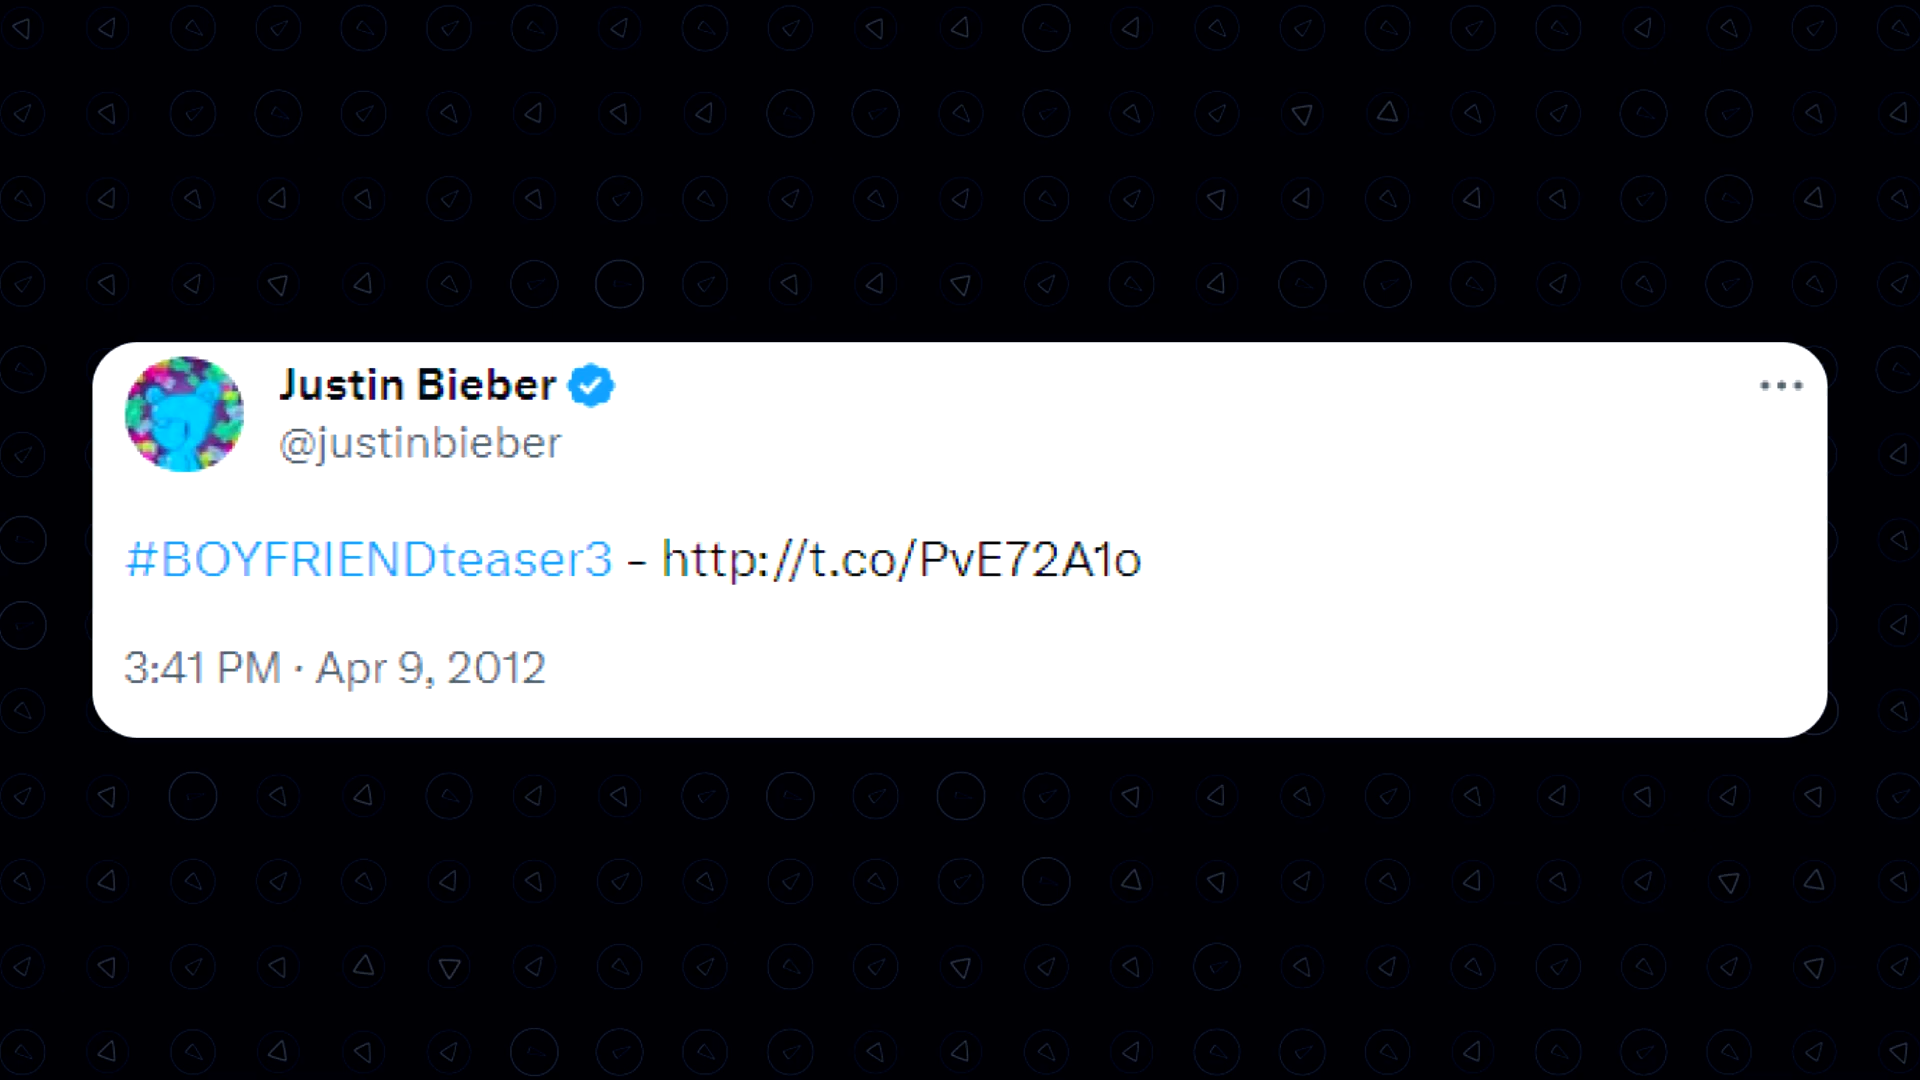 Justin Bieber
@justinbieber
#BOYFRIENDteaser3 - http://t.co/PvE72A1o
3:41 PM · Apr 9, 2012